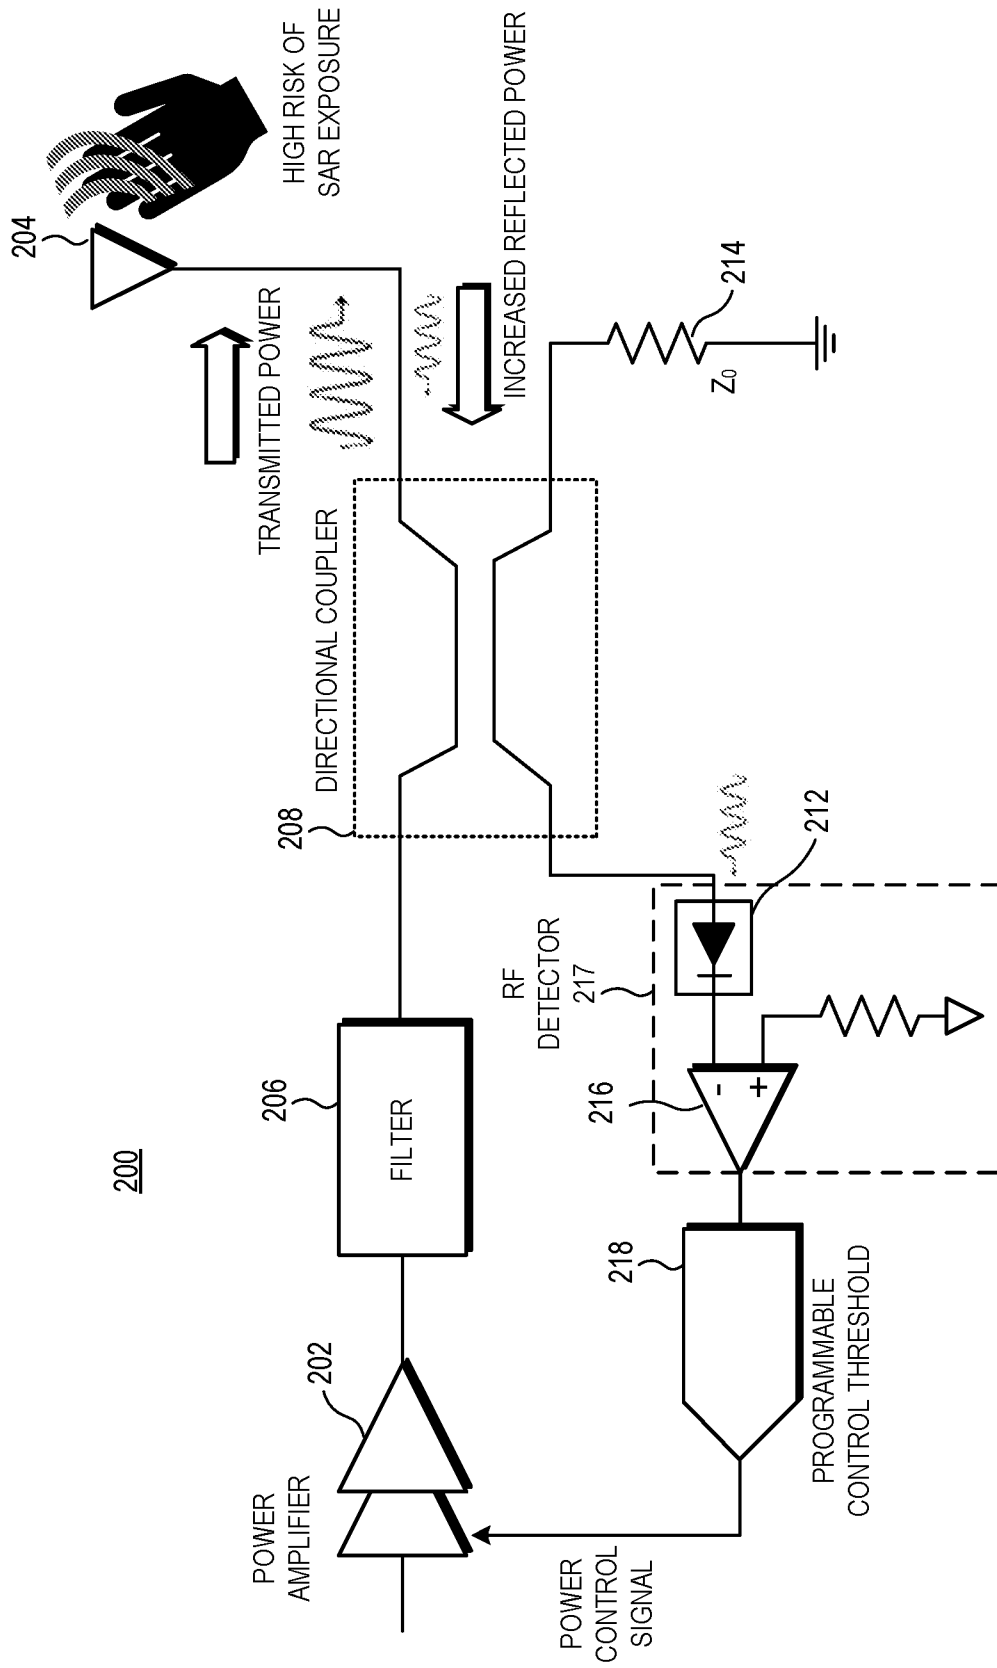 200
POWER
AMPLIFIER
202
206
FILTER
208
DIRECTIONAL COUPLER
TRANSMITTED POWER
204
HIGH RISK OF
SAR EXPOSURE
INCREASED REFLECTED POWER
214
Z0
POWER
CONTROL
SIGNAL
218
PROGRAMMABLE
CONTROL THRESHOLD
216
-
+
RF
DETECTOR
217
212